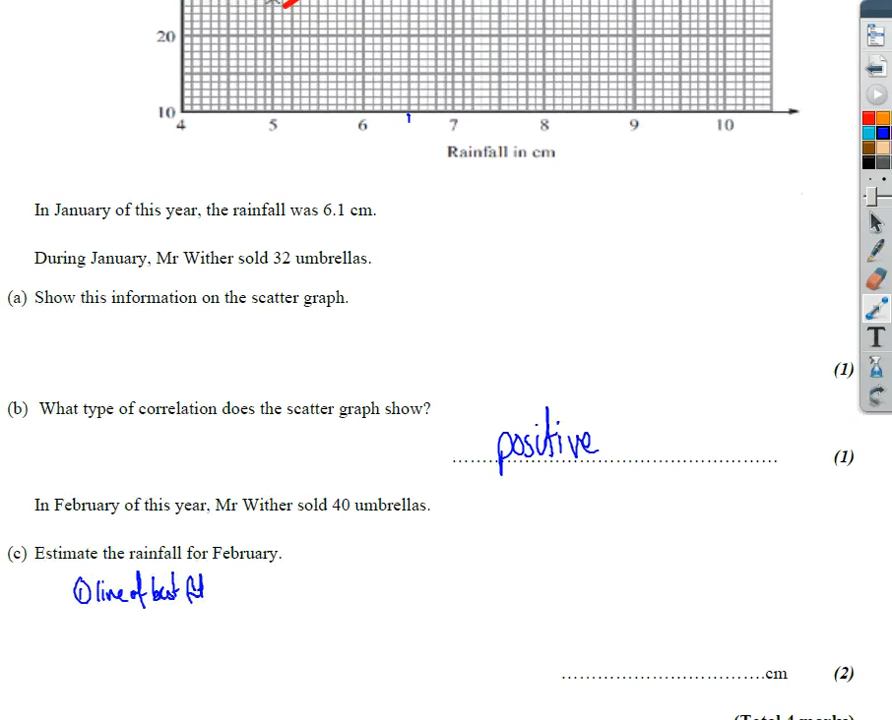 20
10
4 5 6 7 8 9 10
Rainfall in cm
In January of this year, the rainfall was 6.1 cm.
During January, Mr Wither sold 32 umbrellas.
(a) Show this information on the scatter graph.
(1)
(b) What type of correlation does the scatter graph show?
positive
(1)
In February of this year, Mr Wither sold 40 umbrellas.
(c) Estimate the rainfall for February.
① line of best fit
..............................cm (2)
(Total 4 marks)
T